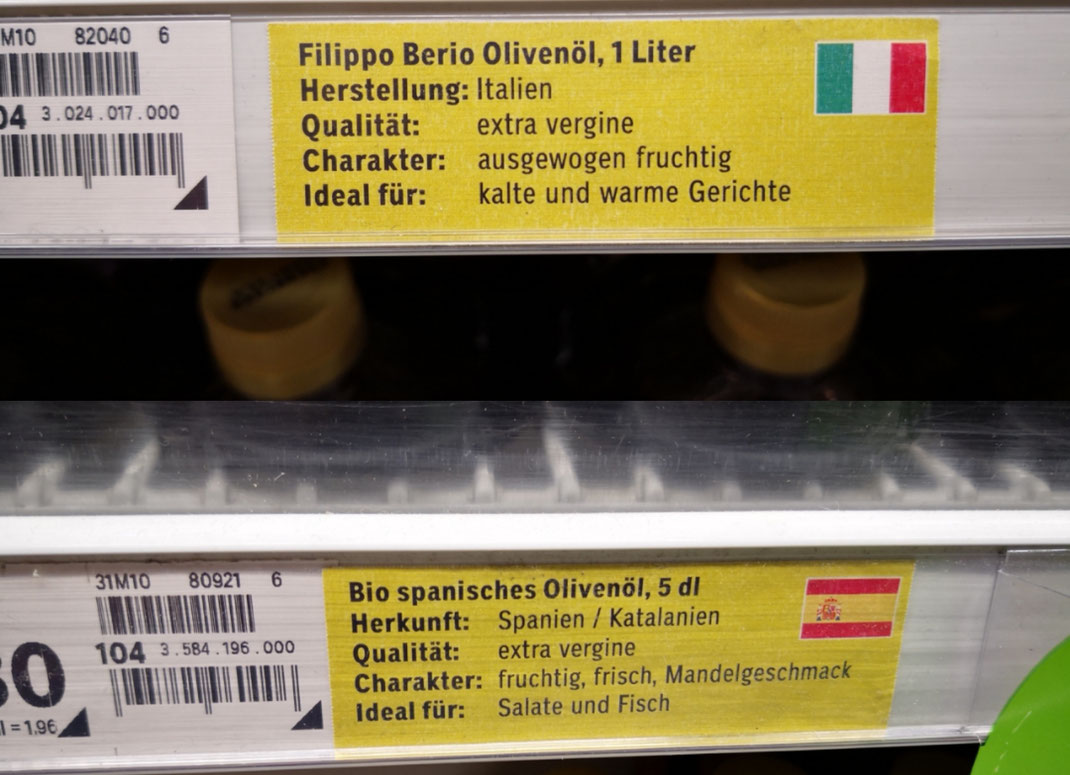 M10 82040 6
04 3.024.017.000
Filippo Berio Olivenöl, 1 Liter
Herstellung: Italien
Qualität: extra vergine
Charakter: ausgewogen fruchtig
Ideal für: kalte und warme Gerichte
31M10 80921 6
104 3.584.196.000
80
l = 1.96
Bio spanisches Olivenöl, 5 dl
Herkunft: Spanien / Katalanien
Qualität: extra vergine
Charakter: fruchtig, frisch, Mandelgeschmack
Ideal für: Salate und Fisch